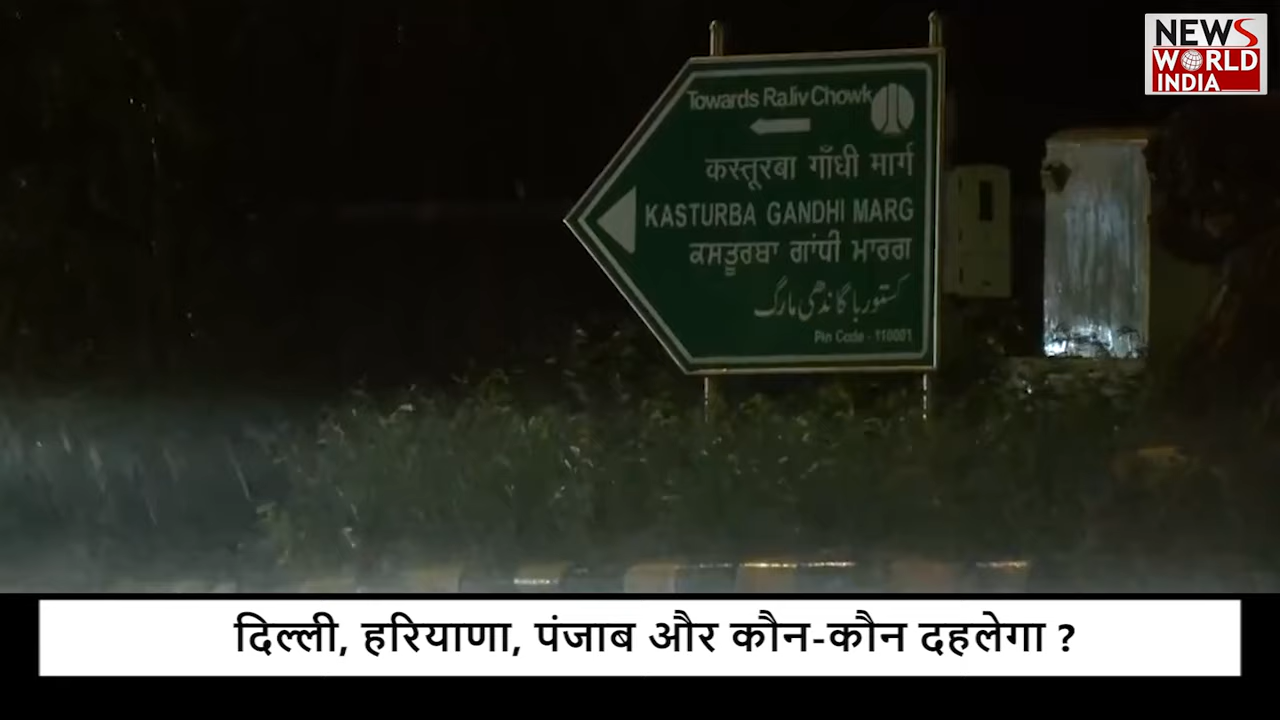 NEWS
WORLD
INDIA
Towards Rajiv Chowk
कस्तूरबा गाँधी मार्ग
KASTURBA GANDHI MARG
ਕਸਤੂਰਬਾ ਗਾਂਧੀ ਮਾਰਗ
کستوربا گاندھی مارگ
Pin Code - 110001
दिल्ली, हरियाणा, पंजाब और कौन-कौन दहलेगा ?